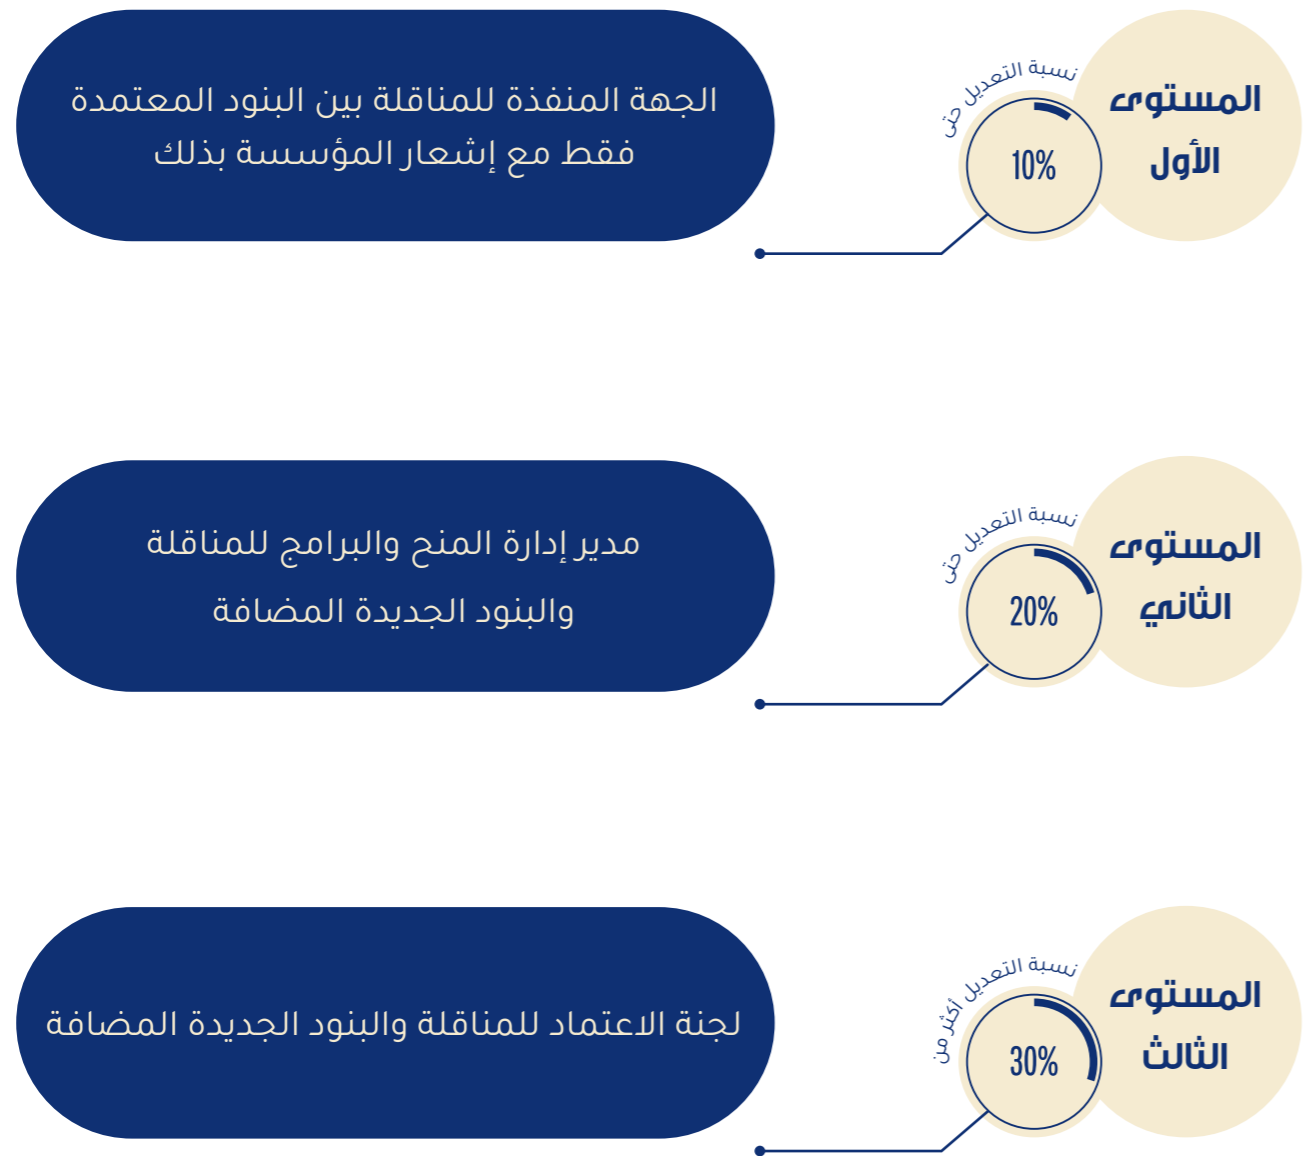 المستوى
الأول
نسبة التعديل حتى
10%
الجهة المنفذة للمناقلة بين البنود المعتمدة
فقط مع إشعار المؤسسة بذلك
المستوى
الثاني
نسبة التعديل حتى
20%
مدير إدارة المنح والبرامج للمناقلة
والبنود الجديدة المضافة
المستوى
الثالث
نسبة التعديل أكثر من
30%
لجنة الاعتماد للمناقلة والبنود الجديدة المضافة